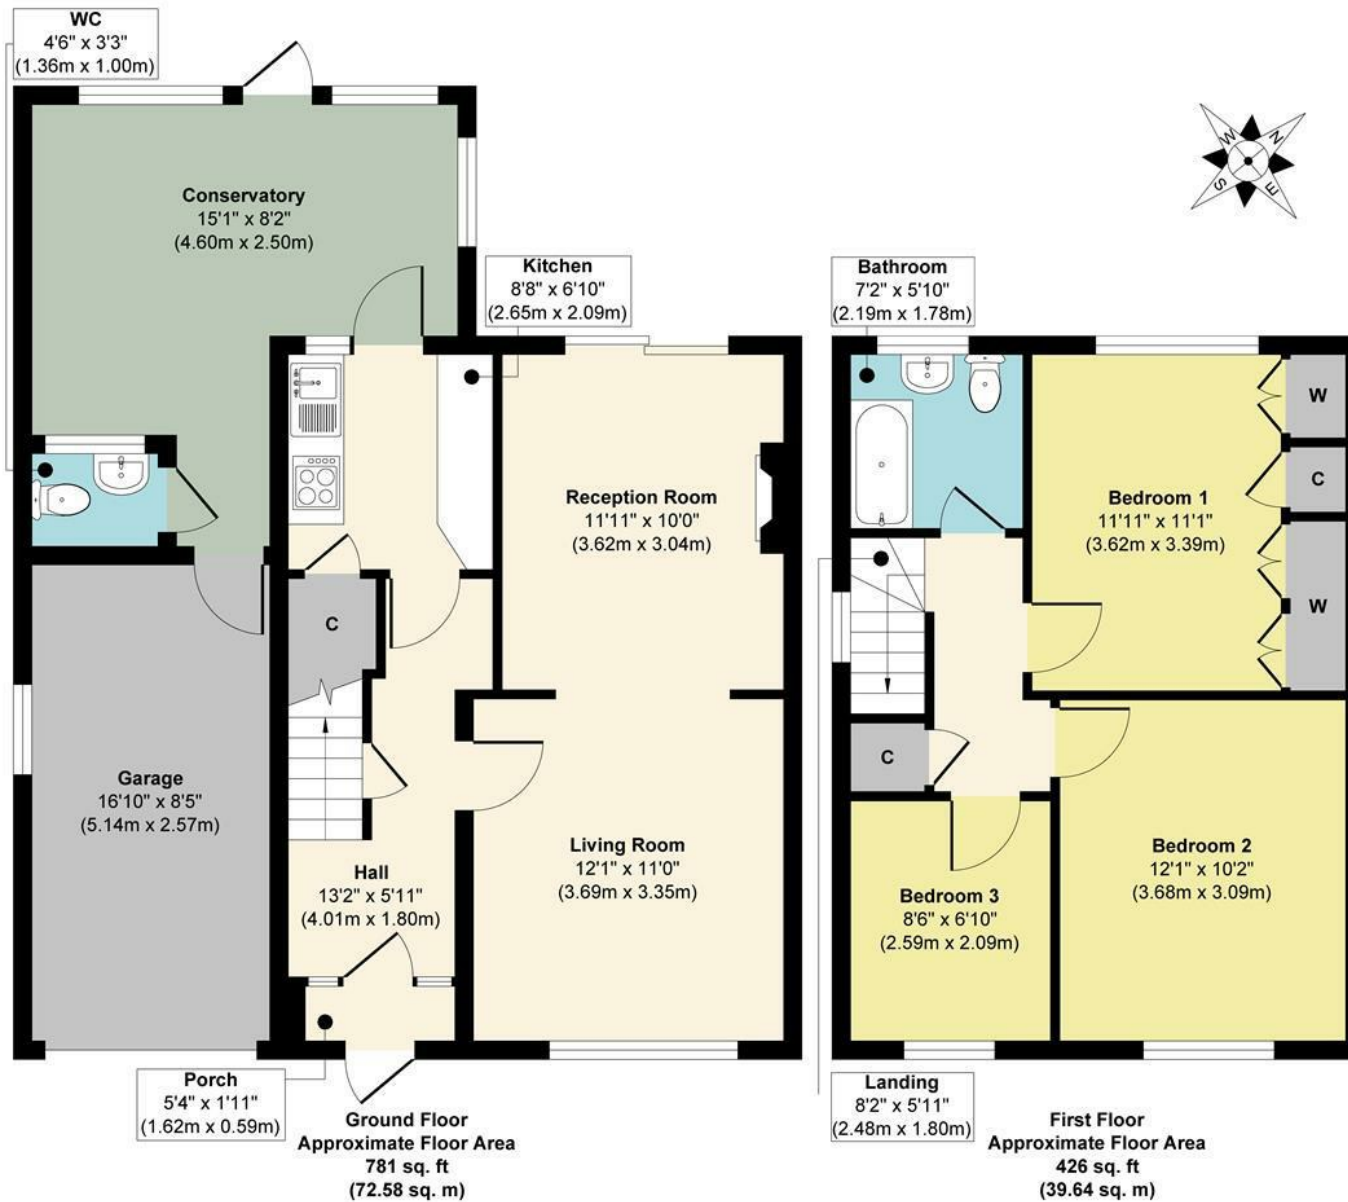 WC
4'6" x 3'3"
(1.36m x 1.00m)
Conservatory
15'1" x 8'2"
(4.60m x 2.50m)
Kitchen
8'8" x 6'10"
(2.65m x 2.09m)
Reception Room
11'11" x 10'0"
(3.62m x 3.04m)
C
Garage
16'10" x 8'5"
(5.14m x 2.57m)
Hall
13'2" x 5'11"
(4.01m x 1.80m)
Living Room
12'1" x 11'0"
(3.69m x 3.35m)
Porch
5'4" x 1'11"
(1.62m x 0.59m)
Ground Floor
Approximate Floor Area
781 sq. ft
(72.58 sq. m)
W
N
S
E
Bathroom
7'2" x 5'10"
(2.19m x 1.78m)
W
C
Bedroom 1
11'11" x 11'1"
(3.62m x 3.39m)
W
C
Bedroom 2
12'1" x 10'2"
(3.68m x 3.09m)
Bedroom 3
8'6" x 6'10"
(2.59m x 2.09m)
Landing
8'2" x 5'11"
(2.48m x 1.80m)
First Floor
Approximate Floor Area
426 sq. ft
(39.64 sq. m)